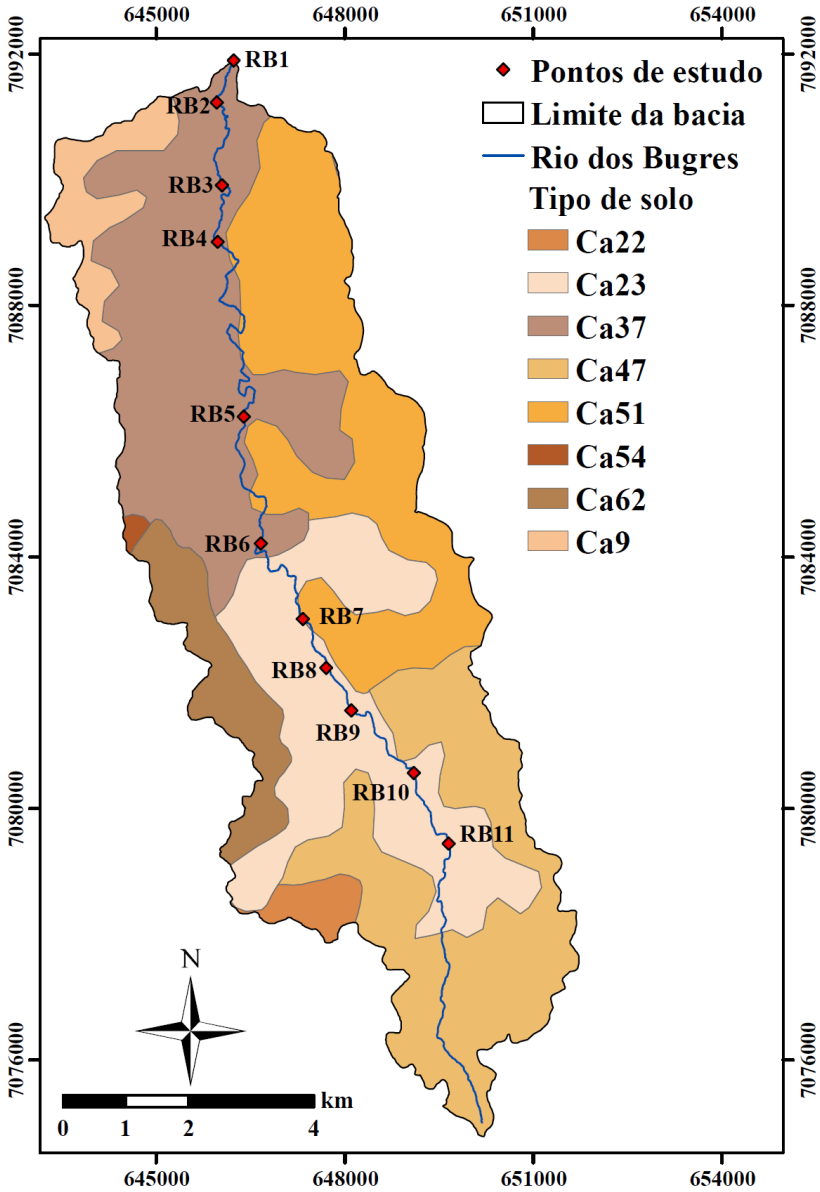 645000 648000 651000 654000
7092000 7092000
RB1
Pontos de estudo
RB2
Limite da bacia
Rio dos Bugres
RB3
Tipo de solo
RB4
Ca22
Ca23
7088000 7088000
Ca37
Ca47
RB5
Ca51
Ca54
Ca62
RB6
Ca9
7084000 7084000
RB7
RB8
RB9
RB10
7080000 7080000
RB11
N
7076000 7076000
km
0 1 2 4
645000 648000 651000 654000